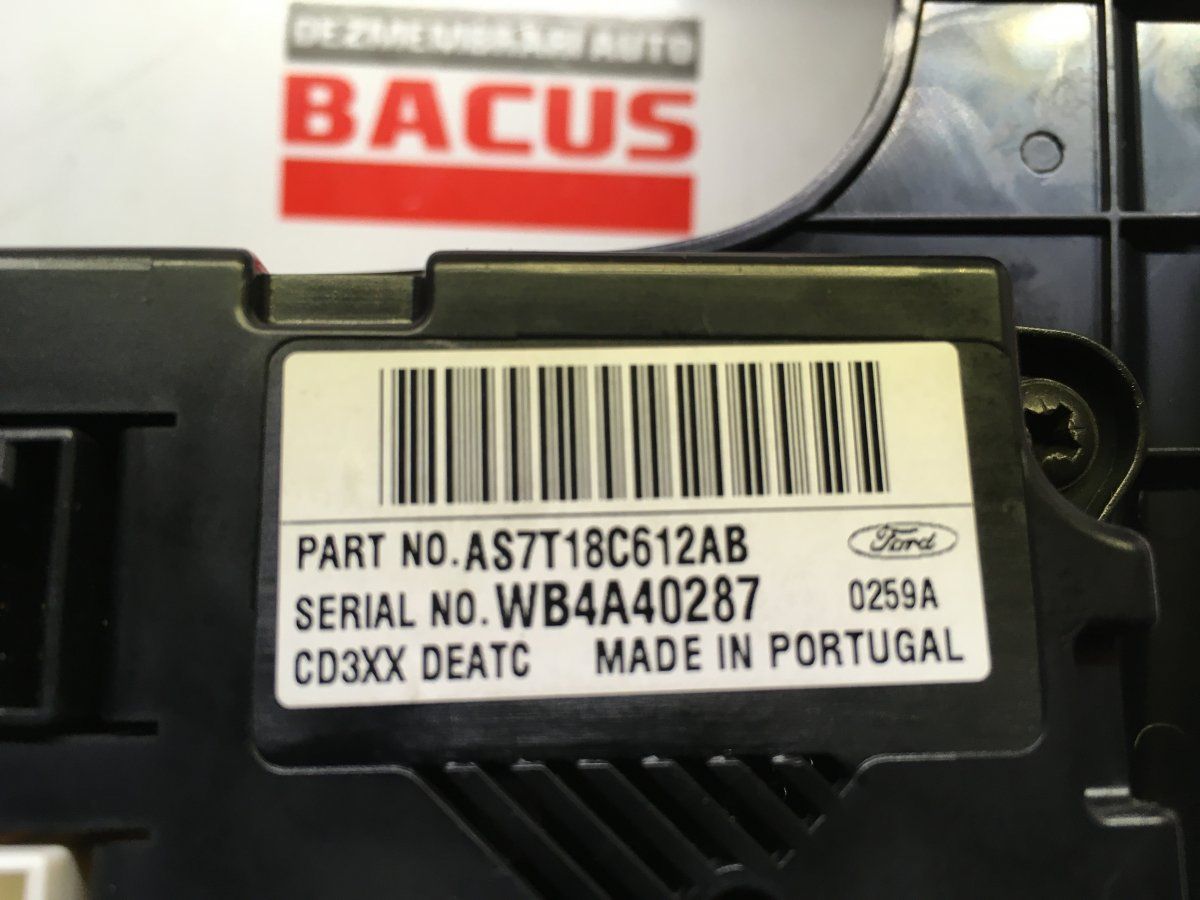 DEZMEMBRĂRI AUTO
BACUS
PART NO. AS7T18C612AB
Ford
SERIAL NO. WB4A40287
0259A
CD3XX DEATC MADE IN PORTUGAL